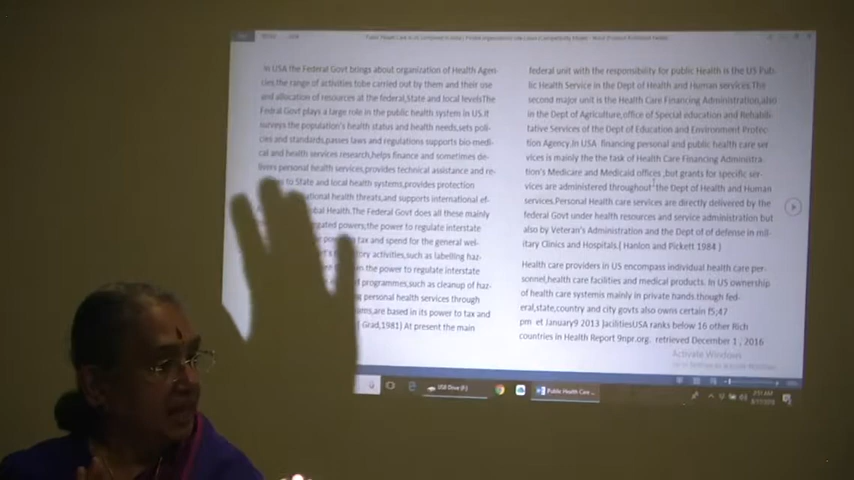 In USA the Federal Govt brings about organization of Health Agen-
cies,the range of activities tobe carried out by them and their use
and allocation of resources at the federal,State and local levelsThe
Fedral Govt plays a large role in the public health system in US.It
surveys the population's health status and health needs,sets poli-
cies and standards,passes laws and regulations supports bio-medi-
cal and health services research,helps finance and sometimes de-
livers personal health services,provides technical assistance and re-
to State and local health systems,provides protection
national health threats,and supports international ef-
Health.The Federal Govt does all these mainly
powers,the power to regulate interstate
tax and spend for the general wel-
activities,such as labelling haz-
the power to regulate interstate
programmes,such as cleanup of haz-
personal health services through
are based in its power to tax and
( Grad,1981) At present the main
federal unit with the responsibility for public Health is the US Pub-
lic Health Service in the Dept of Health and Human services.The
second major unit is the Health Care Financing Administration,also
in the Dept of Agriculture,office of Special education and Rehabili-
tative Services of the Dept of Education and Environment Protec-
tion Agency.In USA financing personal and public health care ser
vices is mainly the the task of Health Care Financing Administra-
tion's Medicare and Medicaid offices ,but grants for specific ser-
vices are administered throughout the Dept of Health and Human
services.Personal Health care services are directly delivered by the
federal Govt under health resources and service administration but
also by Veteran's Administration and the Dept of of defense in mil-
itary Clinics and Hospitals.( Hanlon and Pickett 1984 )
Health care providers in US encompass individual health care per-
sonnel,health care facilities and medical products. In US ownership
of health care systemis mainly in private hands.though fed-
eral,state,country and city govts also owns certain f5;47
pm et January9 2013 JacilitiesUSA ranks below 16 other Rich
countries in Health Report 9npr.org. retrieved December 1 , 2016
Activate Windows
USB Drive (F:)
Public Health Care ...